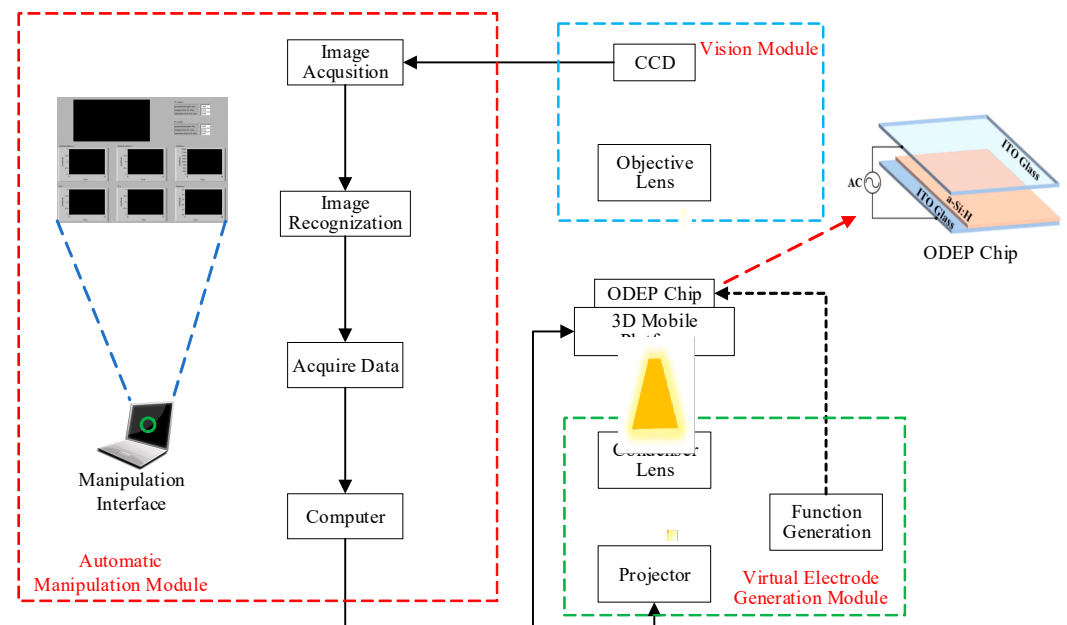 Image
Acqusition
CCD
Vision Module
Objective
Lens
Image
Recognization
ITO Glass
AC
a-Si:H
ITO Glass
ODEP Chip
ODEP Chip
3D Mobile
Acquire Data
Condenser
Lens
Manipulation
Interface
Computer
Function
Generation
Automatic
Manipulation Module
Projector
Virtual Electrode
Generation Module